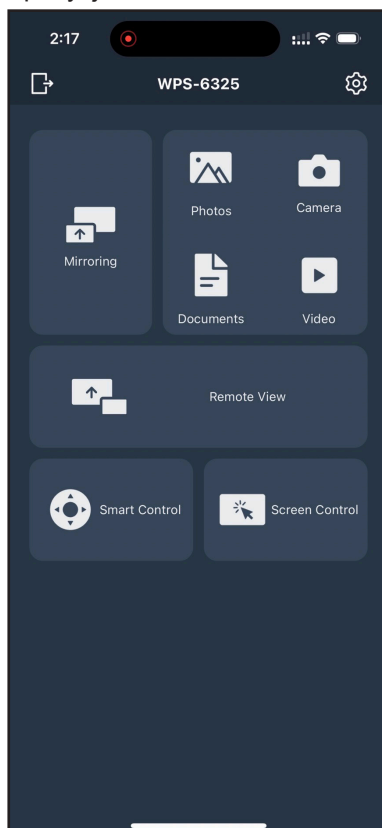 2:17
WPS-6325
Photos
Camera
Mirroring
Documents
Video
Remote View
Smart Control
Screen Control